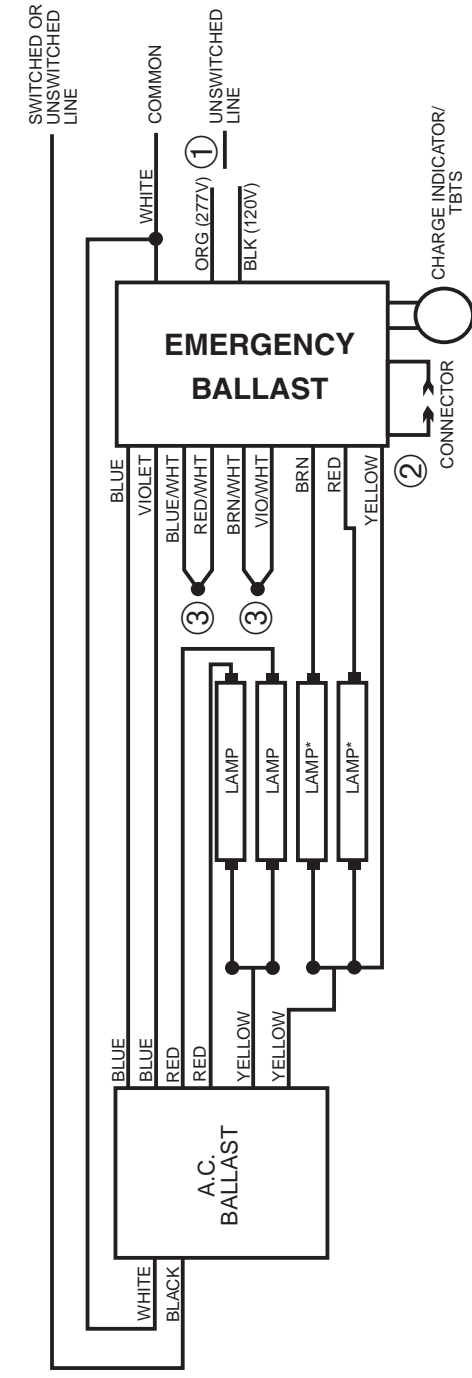 SWITCHED OR
UNSWITCHED
LINE
COMMON
WHITE
UNSWITCHED
LINE
①
ORG (277V)
BLK (120V)
CHARGE INDICATOR/
TBTS
EMERGENCY
BALLAST
CONNECTOR
②
BLUE
VIOLET
BLUE/WHT
RED/WHT
BRN/WHT
VIO/WHT
BRN
RED
YELLOW
③
③
LAMP
LAMP
LAMP*
LAMP*
BLUE
BLUE
RED
RED
YELLOW
YELLOW
A.C.
BALLAST
WHITE
BLACK